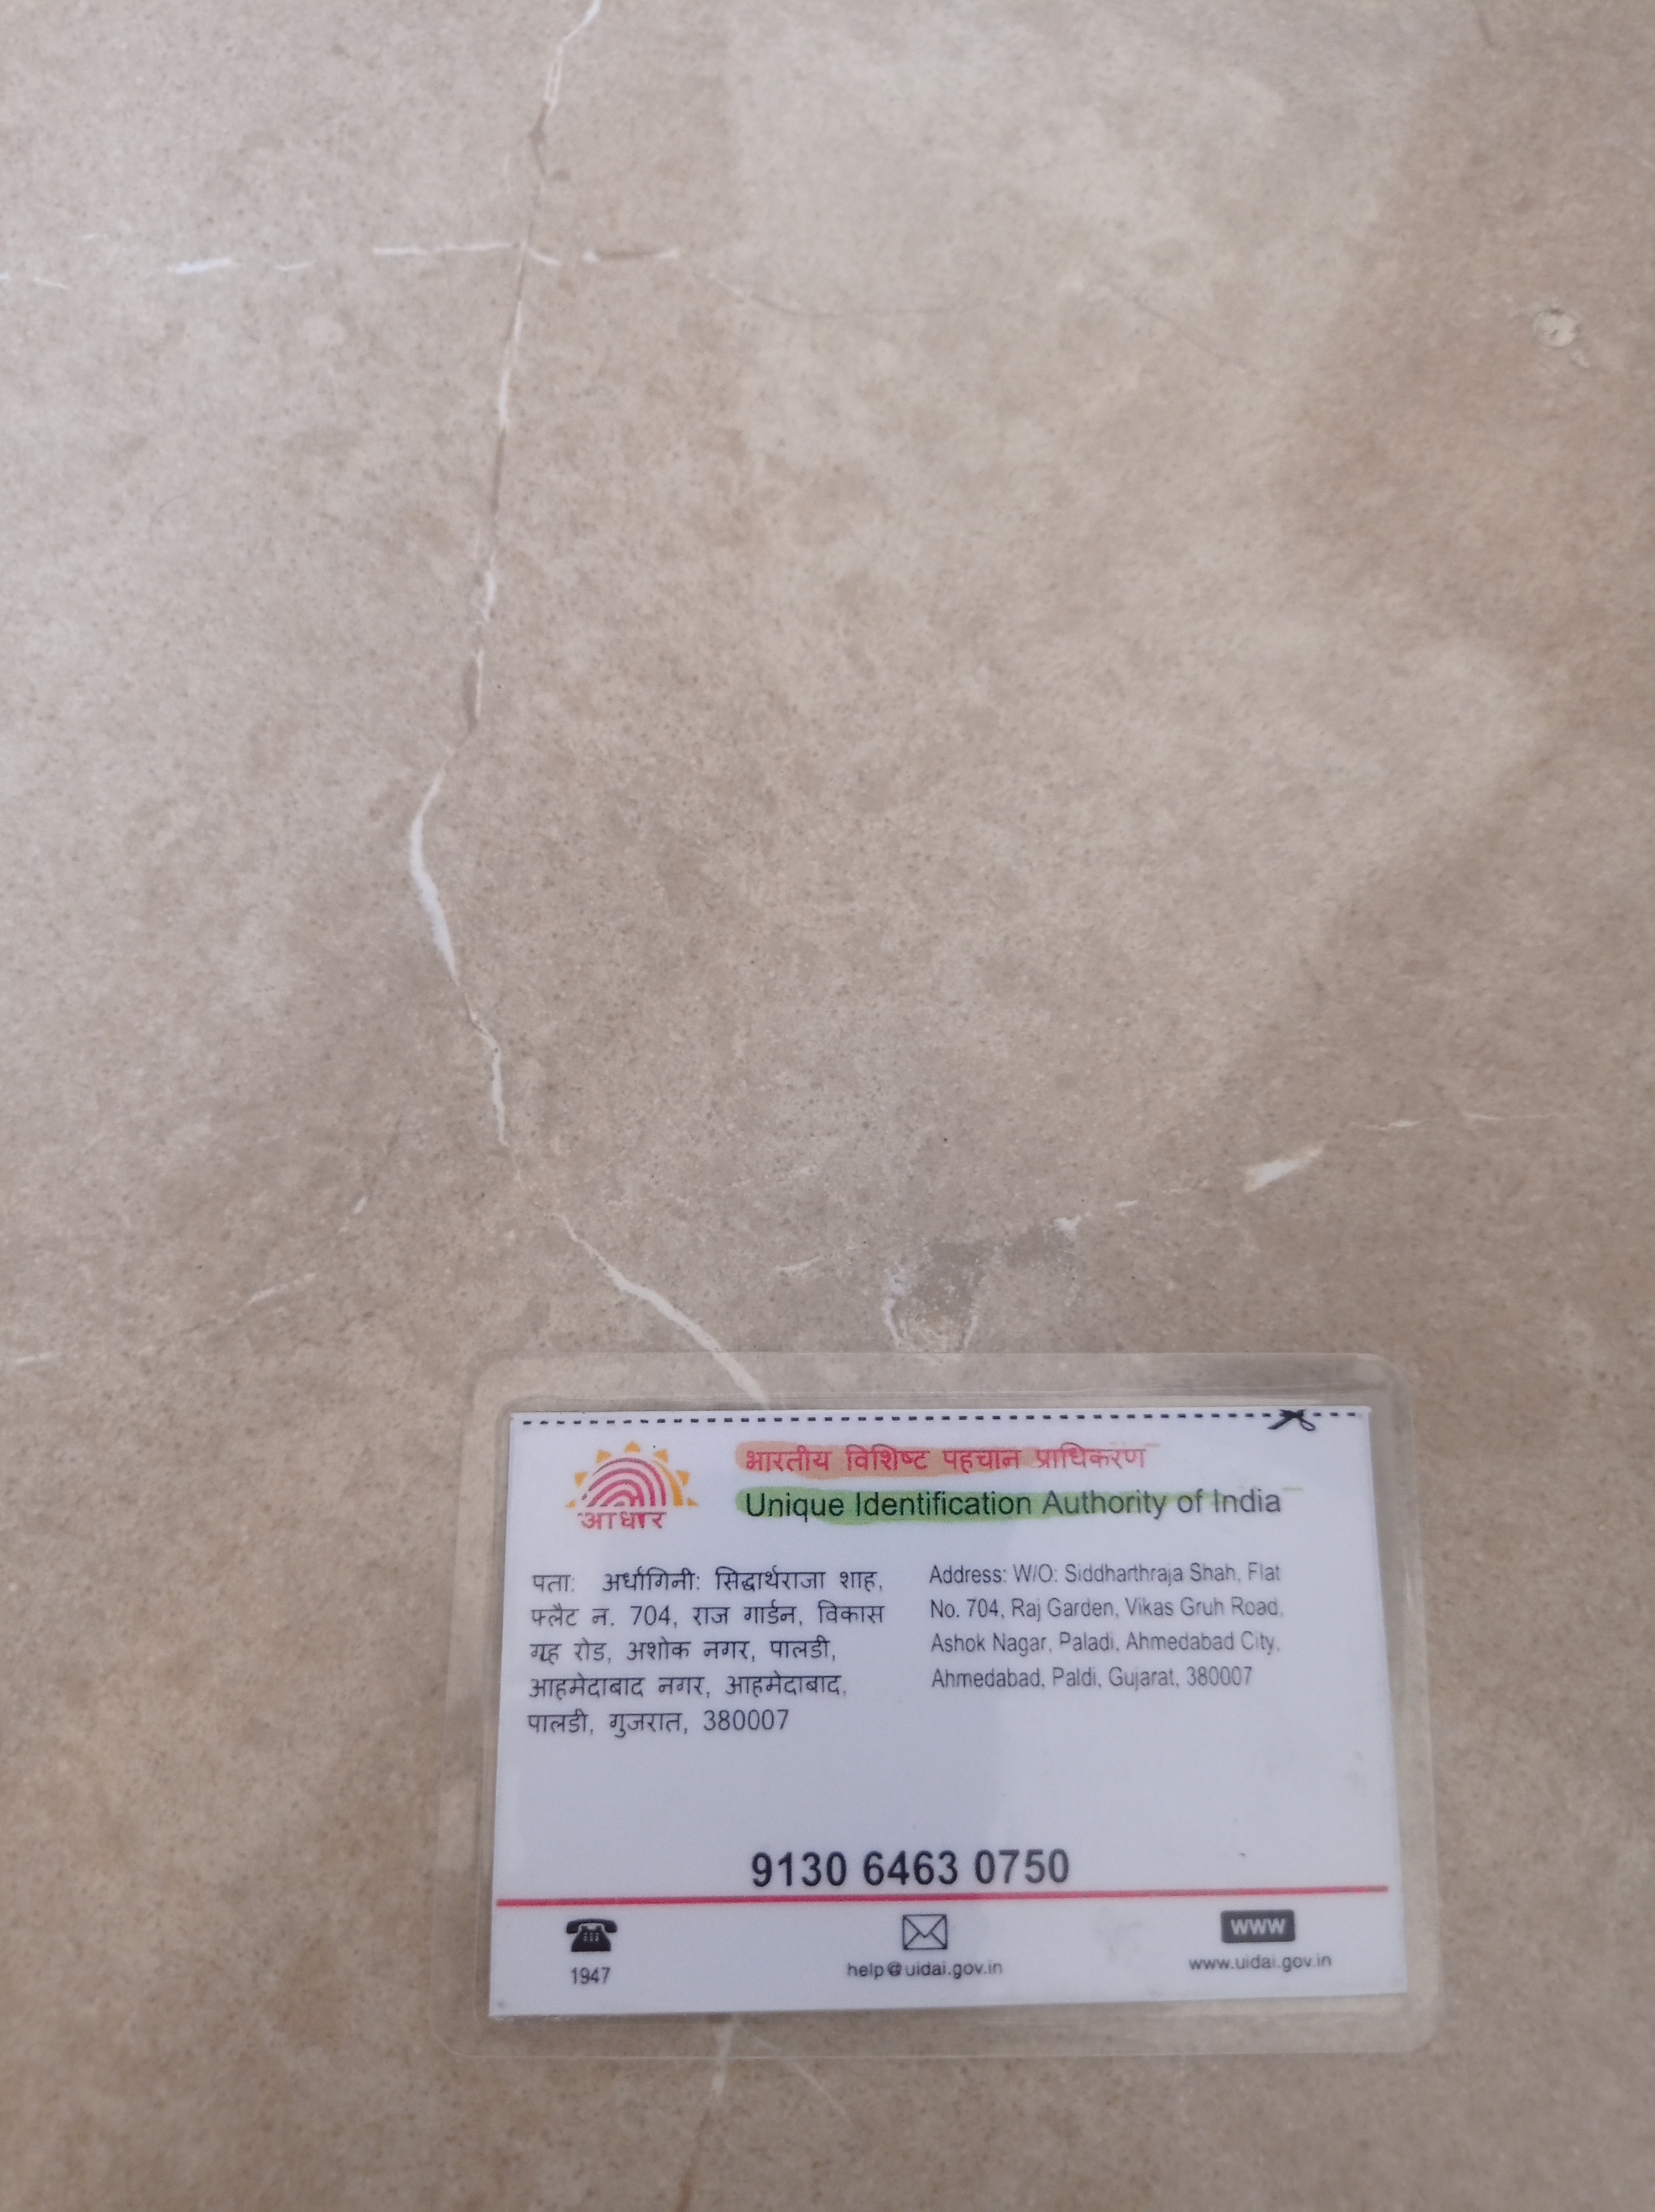 आधार
भारतीय विशिष्ट पहचान प्राधिकरण
Unique Identification Authority of India
पता: अर्धांगिनी: सिद्धार्थराजा शाह,
फ्लैट न. 704, राज गार्डन, विकास
गृह रोड, अशोक नगर, पालडी,
आहमेदाबाद नगर, आहमेदाबाद,
पालडी, गुजरात, 380007
Address: W/O: Siddharthraja Shah, Flat
No. 704, Raj Garden, Vikas Gruh Road,
Ashok Nagar, Paladi, Ahmedabad City,
Ahmedabad, Paldi, Gujarat, 380007
9130 6463 0750
1947
help@uidai.gov.in
WWW
www.uidai.gov.in